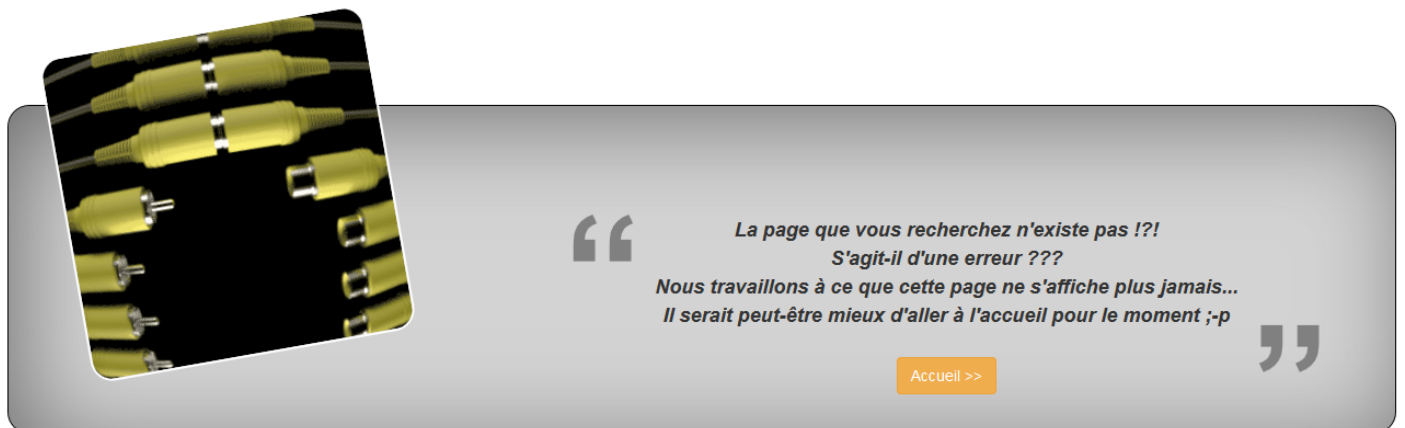 “
La page que vous recherchez n'existe pas !?!
S'agit-il d'une erreur ???
Nous travaillons à ce que cette page ne s'affiche plus jamais...
Il serait peut-être mieux d'aller à l'accueil pour le moment ;-p
”
Accueil >>